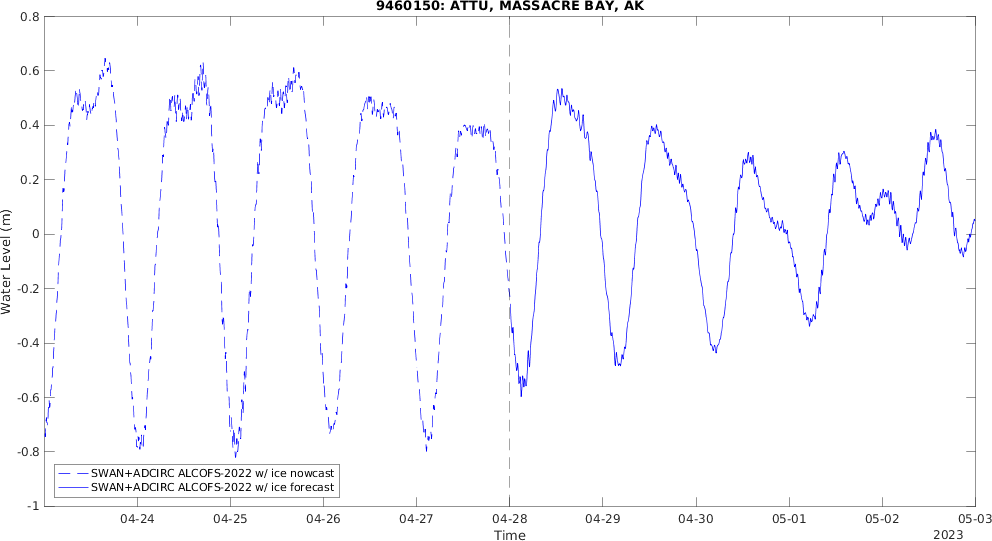 9460150: ATTU, MASSACRE BAY, AK
0.8
0.6
0.4
0.2
0
-0.2
-0.4
-0.6
-0.8
-1
Water Level (m)
SWAN+ADCIRC ALCOFS-2022 w/ ice nowcast
SWAN+ADCIRC ALCOFS-2022 w/ ice forecast
04-24 04-25 04-26 04-27 04-28 04-29 04-30 05-01 05-02 05-03
Time
2023